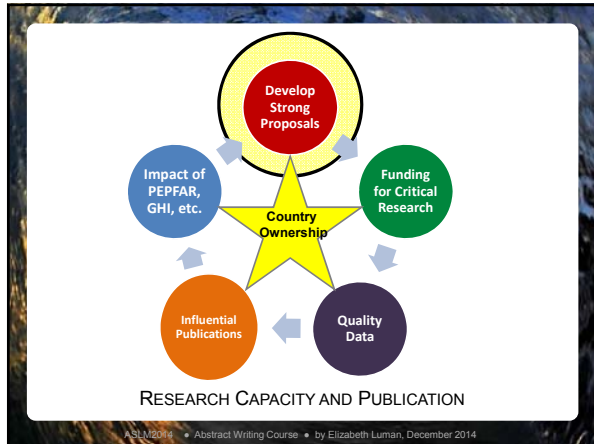 Develop
Strong
Proposals
Funding
for Critical
Research
Quality
Data
Influential
Publications
Impact of
PEPFAR,
GHI, etc.
Country
Ownership
RESEARCH CAPACITY AND PUBLICATION
ASLM2014 ● Abstract Writing Course ● by Elizabeth Luman, December 2014